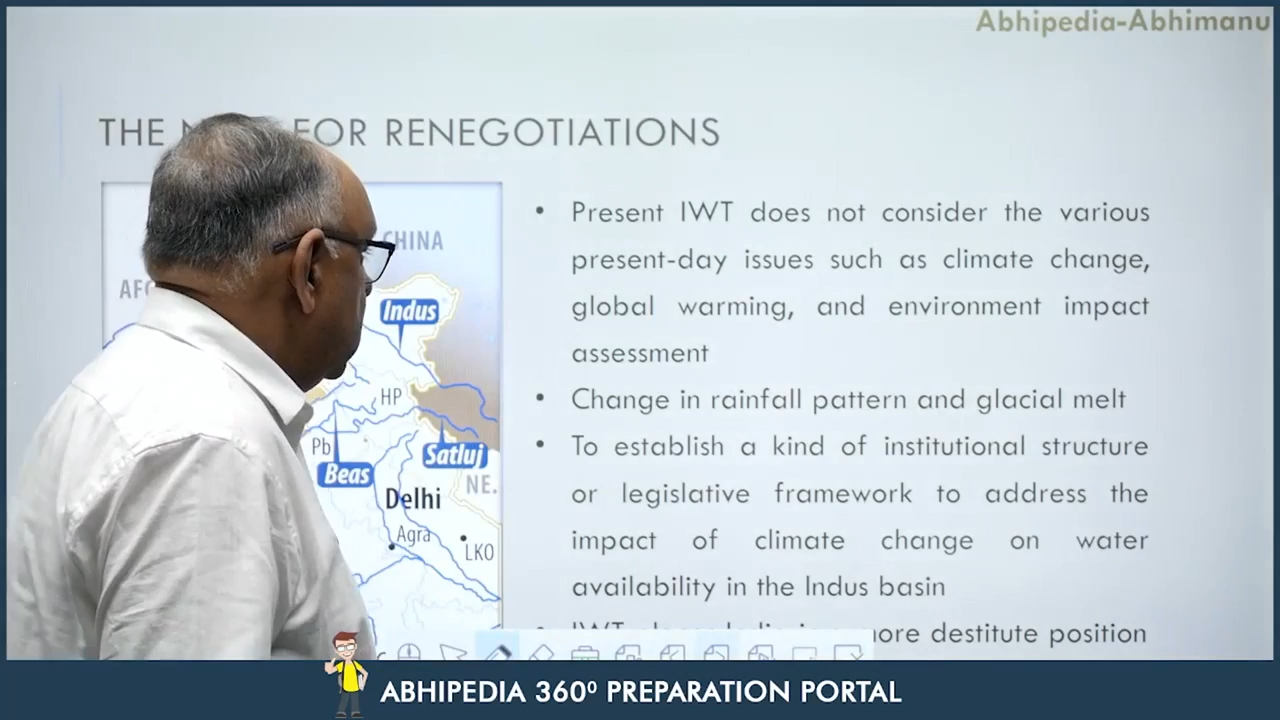 Abhipedia-Abhimanu
THE FOR RENEGOTIATIONS
CHINA
Indus
HP
Pb
Beas
Satluj
NE.
Delhi
Agra
LKO
• Present IWT does not consider the various
present-day issues such as climate change,
global warming, and environment impact
assessment
• Change in rainfall pattern and glacial melt
• To establish a kind of institutional structure
or legislative framework to address the
impact of climate change on water
availability in the Indus basin
• IWT more destitute position
ABHIPEDIA 360⁰ PREPARATION PORTAL